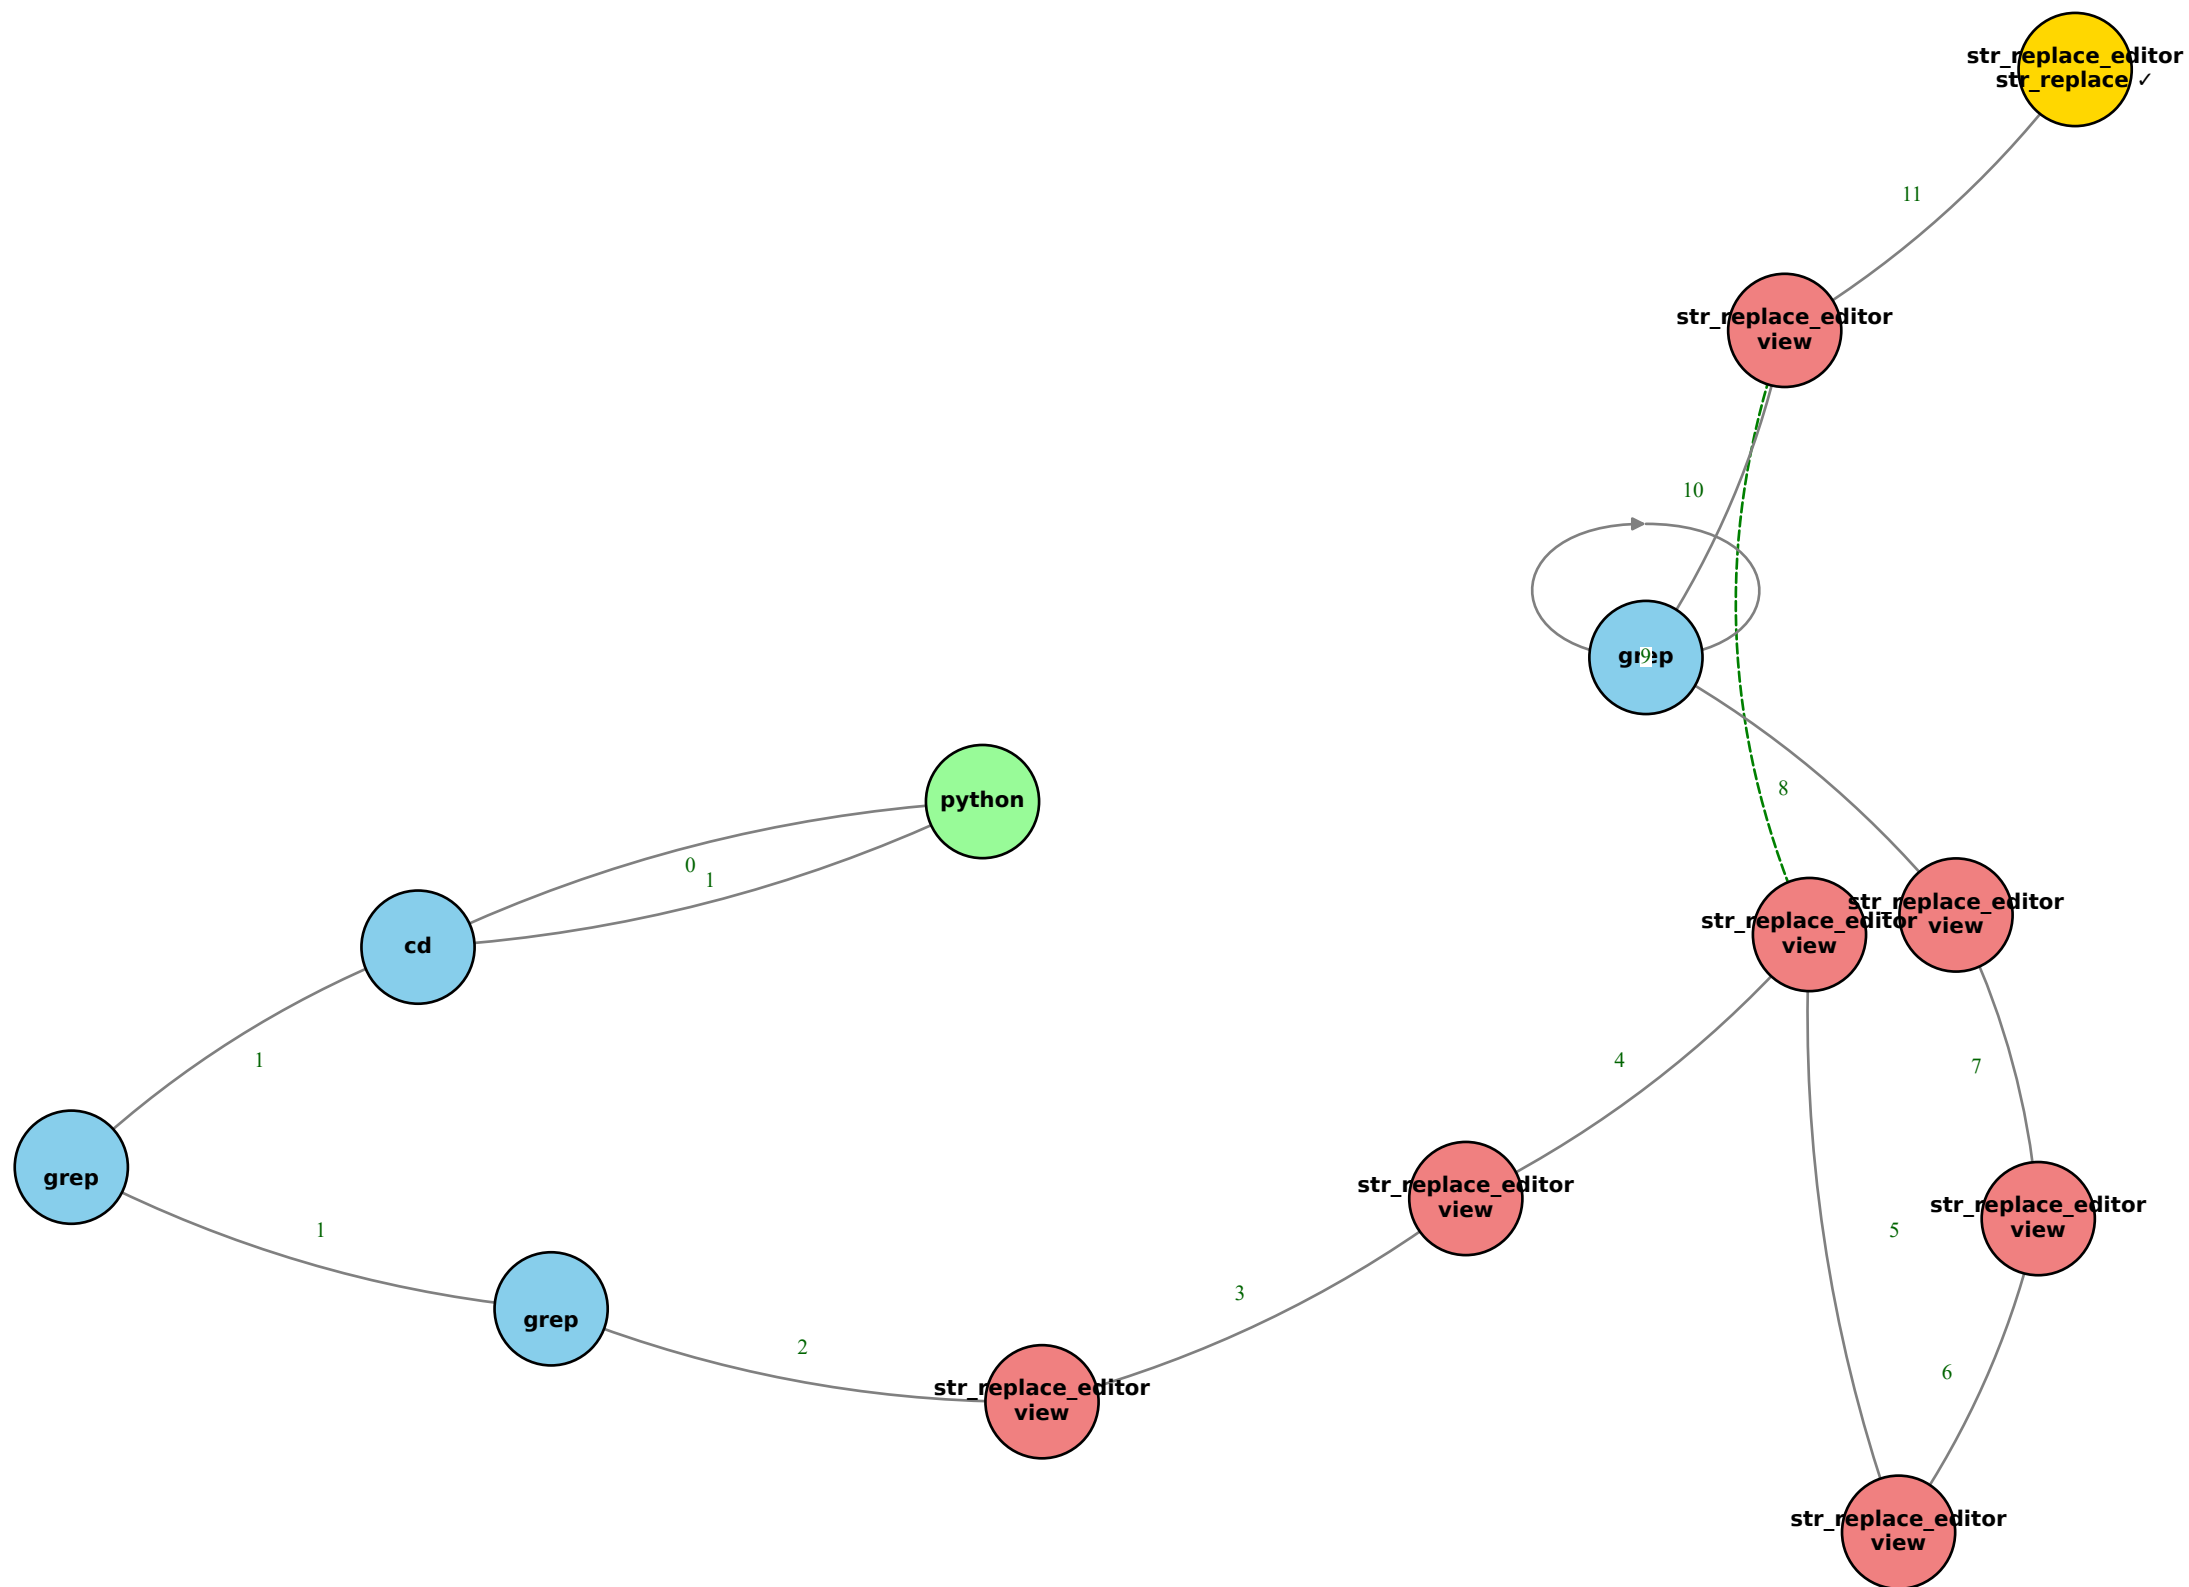 str_replace_editor
str_replace ✓
11
str_replace_editor
view
10
grep
9
8
python
0
1
cd
str_replace_editor
view
str_replace_editor
view
1
4
7
grep
str_replace_editor
view
str_replace_editor
view
1
5
3
grep
2
6
str_replace_editor
view
str_replace_editor
view